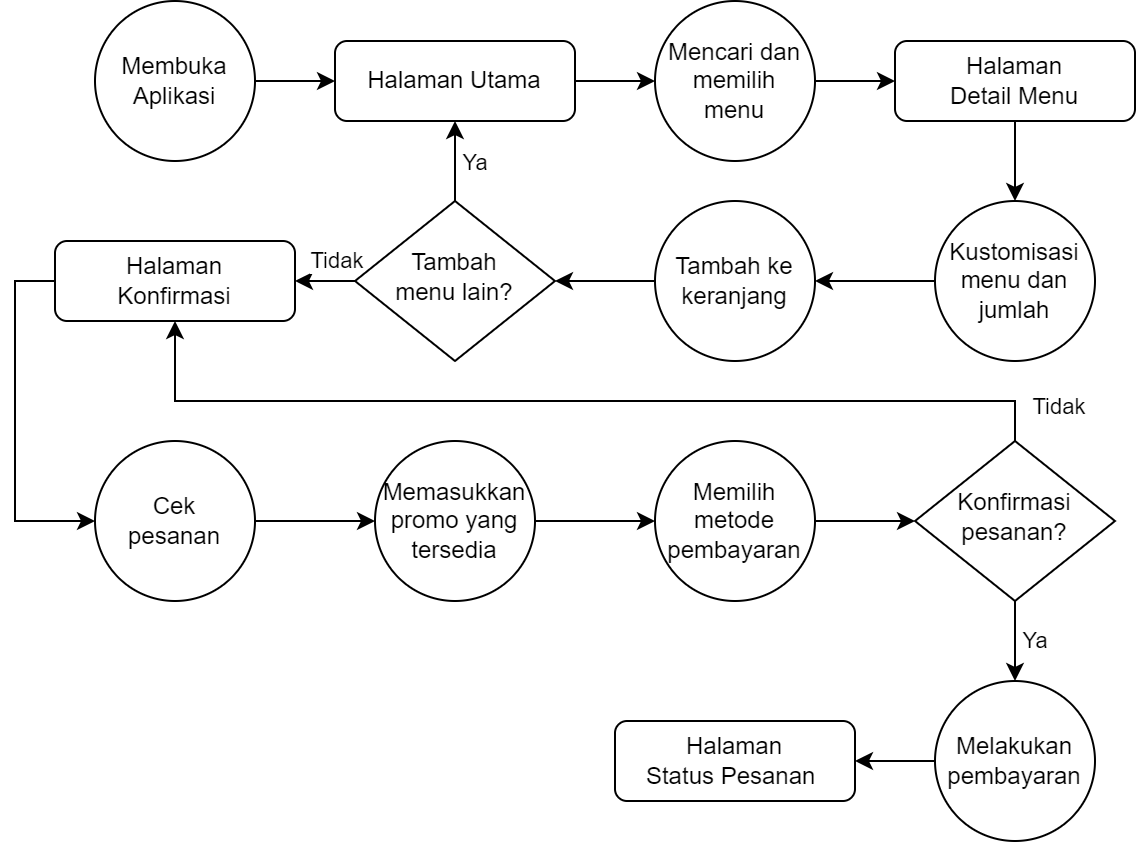 Membuka
Aplikasi
Halaman Utama
Mencari dan
memilih
menu
Halaman
Detail Menu
Ya
Kustomisasi
menu dan
jumlah
Tambah ke
keranjang
Tambah
menu lain?
Tidak
Halaman
Konfirmasi
Tidak
Cek
pesanan
Memasukkan
promo yang
tersedia
Memilih
metode
pembayaran
Konfirmasi
pesanan?
Ya
Melakukan
pembayaran
Halaman
Status Pesanan